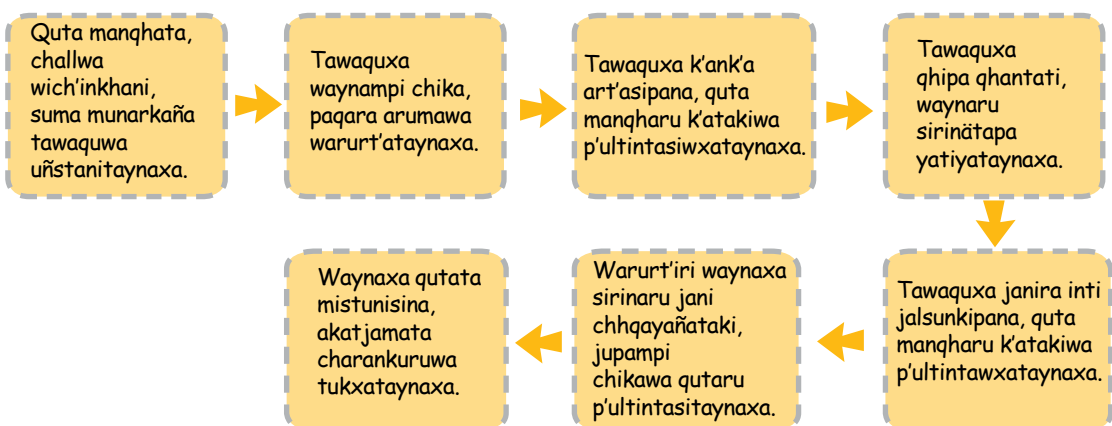 Quta manqhata,
challwa
wich'inkhani,
suma munarkaña
tawaquwa
uñstanitaynaxa.
Tawaquxa
waynampi chika,
paqara arumawa
warurt'ataynaxa.
Tawaquxa k'ank'a
art'asipana, quta
manqharu k'atakiwa
p'ultintasiwxataynaxa.
Tawaquxa
qhipa qhantati,
waynaru
sirinätapa
yatiyataynaxa.
Tawaquxa janira inti
jalsunkipana, quta
manqharu k'atakiwa
p'ultintawxataynaxa.
Warurt'iri waynaxa
sirinaru jani
chhqayañataki,
jupampi
chikawa qutaru
p'ultintasitaynaxa.
Waynaxa qutata
mistunisina,
akatjamata
charankuruwa
tukxataynaxa.